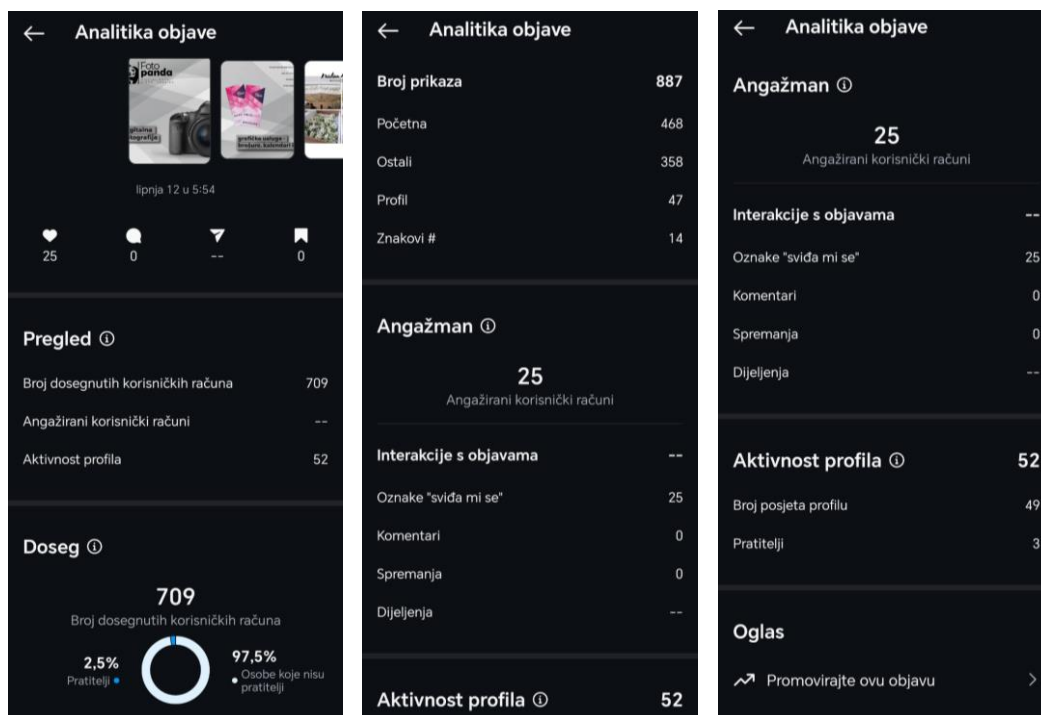 Analitika objave
Foto
panda
grafičke usluge -
brošure, kalendari
lipnja 12 u 5:54
25
0
--
0
Pregled
Broj dosegnutih korisničkih računa 709
Angažirani korisnički računi --
Aktivnost profila 52
Doseg
709
Broj dosegnutih korisničkih računa
2,5%
Pratitelji
97,5%
Osobe koje nisu
pratitelji
Analitika objave
Broj prikaza 887
Početna 468
Ostali 358
Profil 47
Znakovi # 14
Angažman
25
Angažirani korisnički računi
Interakcije s objavama --
Oznake "sviđa mi se" 25
Komentari 0
Spremanja 0
Dijeljenja --
Aktivnost profila 52
Analitika objave
Angažman
25
Angažirani korisnički računi
Interakcije s objavama --
Oznake "sviđa mi se" 25
Komentari 0
Spremanja 0
Dijeljenja --
Aktivnost profila 52
Broj posjeta profilu 49
Pratitelji 3
Oglas
Promovirajte ovu objavu